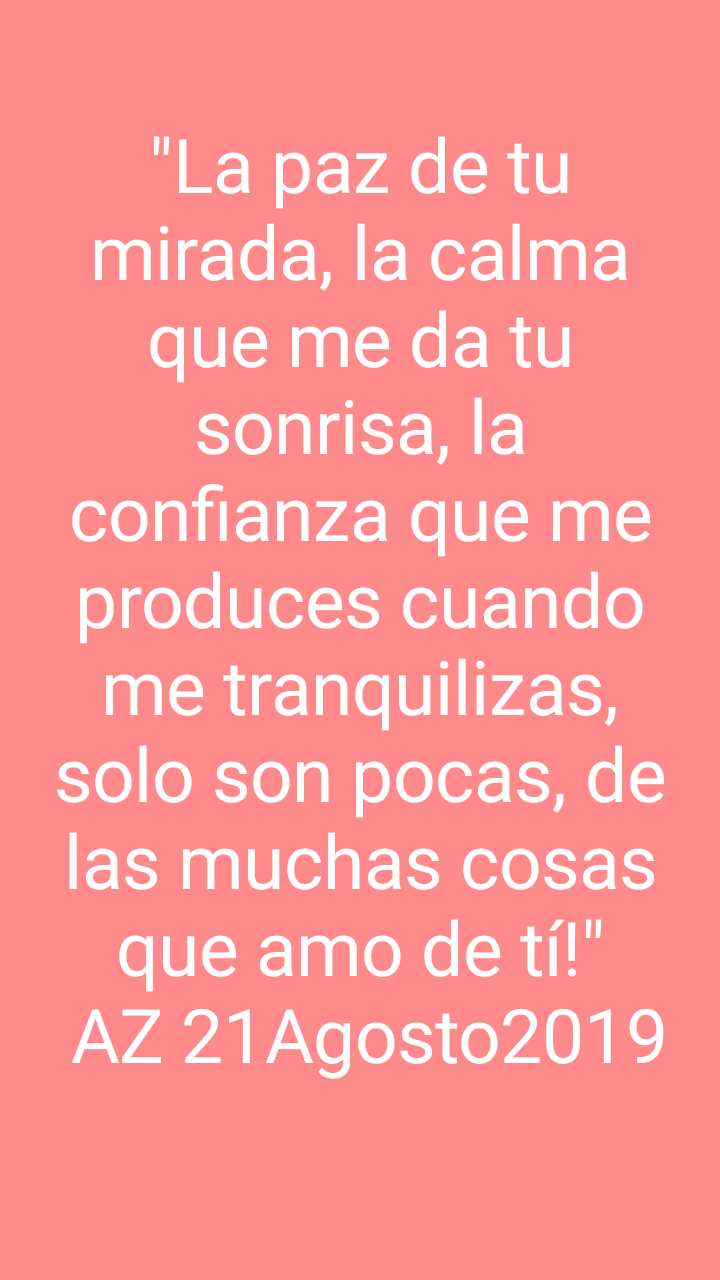 "La paz de tu
mirada, la calma
que me da tu
sonrisa, la
confianza que me
produces cuando
me tranquilizas,
solo son pocas, de
las muchas cosas
que amo de tí!"
AZ 21Agosto2019